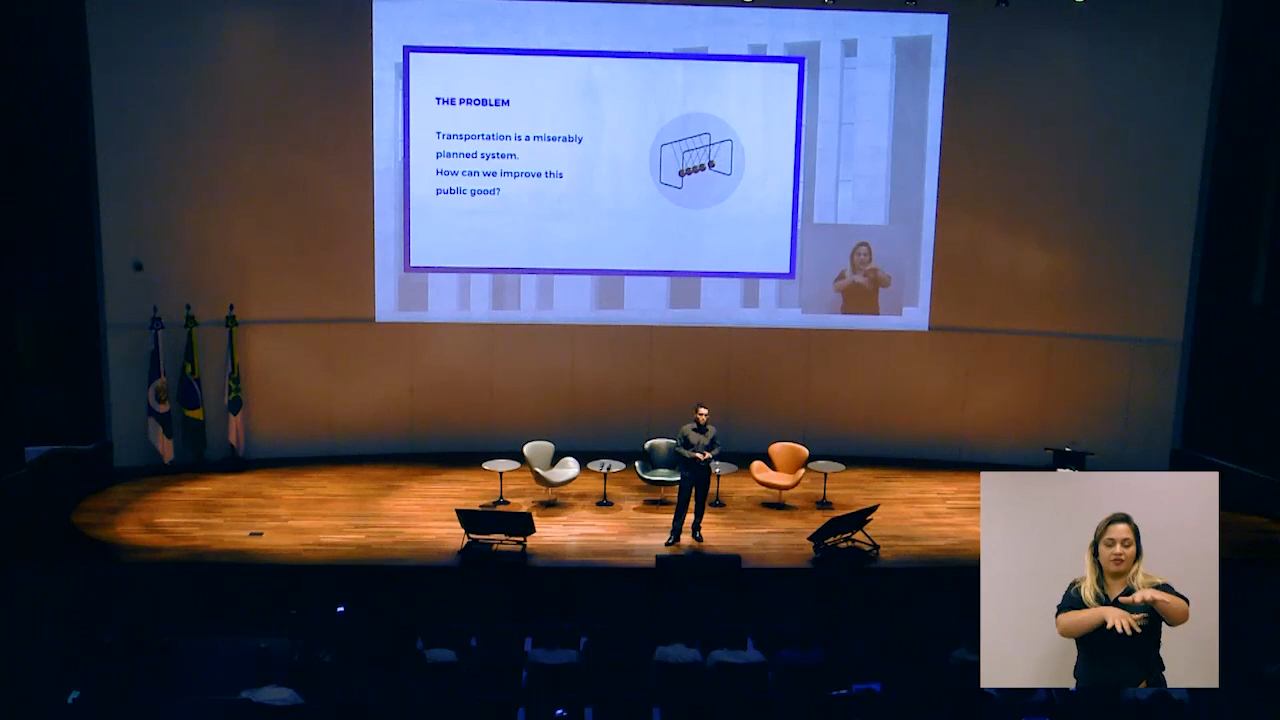 THE PROBLEM
Transportation is a miserably
planned system.
How can we improve this
public good?